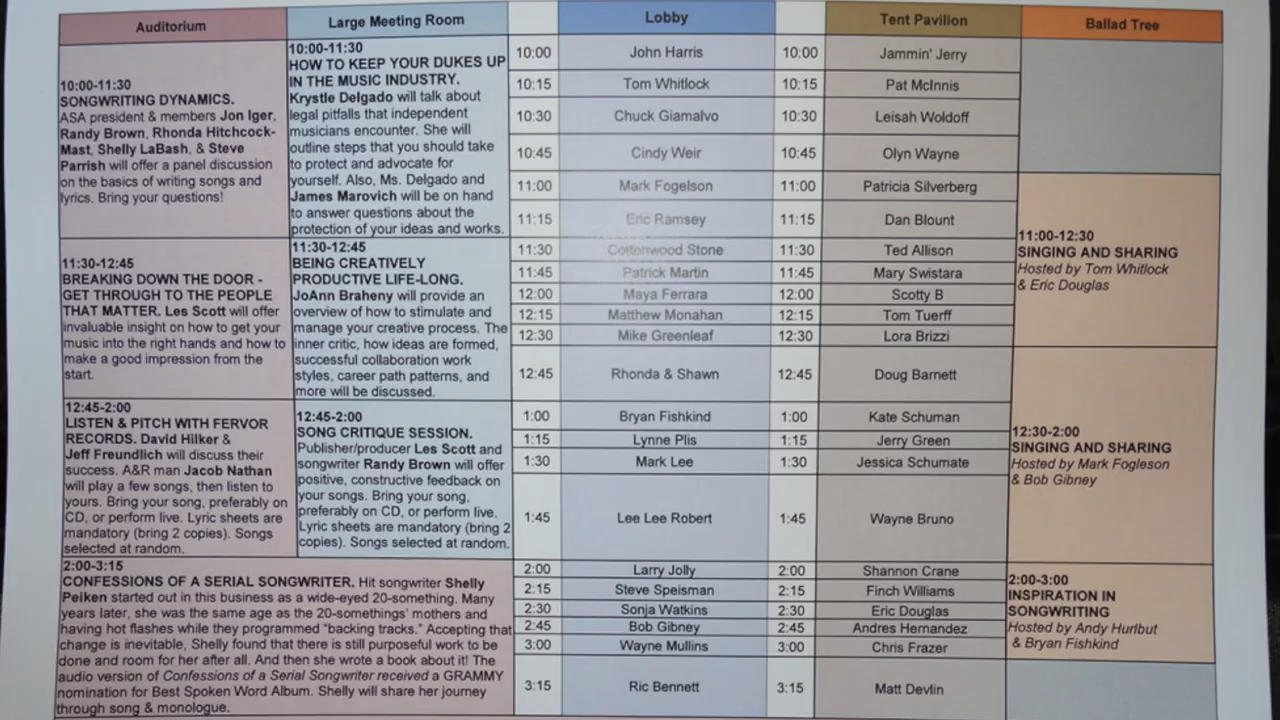 Auditorium
Large Meeting Room
Lobby
Tent Pavilion
Ballad Tree
10:00-11:30
SONGWRITING DYNAMICS.
ASA president & members Jon Iger,
Randy Brown, Rhonda Hitchcock-
Mast, Shelly LaBash, & Steve
Parrish will offer a panel discussion
on the basics of writing songs and
lyrics. Bring your questions!
11:30-12:45
BREAKING DOWN THE DOOR -
GET THROUGH TO THE PEOPLE
THAT MATTER. Les Scott will offer
invaluable insight on how to get your
music into the right hands and how to
make a good impression from the
start.
12:45-2:00
LISTEN & PITCH WITH FERVOR
RECORDS. David Hilker &
Jeff Freundlich will discuss their
success. A&R man Jacob Nathan
will play a few songs, then listen to
yours. Bring your song, preferably on
CD, or perform live. Lyric sheets are
mandatory (bring 2 copies). Songs
selected at random.
10:00-11:30
HOW TO KEEP YOUR DUKES UP
IN THE MUSIC INDUSTRY.
Krystle Delgado will talk about
legal pitfalls that independent
musicians encounter. She will
outline steps that you should take
to protect and advocate for
yourself. Also, Ms. Delgado and
James Marovich will be on hand
to answer questions about the
protection of your ideas and works.
11:30-12:45
BEING CREATIVELY
PRODUCTIVE LIFE-LONG.
JoAnn Braheny will provide an
overview of how to stimulate and
manage your creative process. The
inner critic, how ideas are formed,
successful collaboration work
styles, career path patterns, and
more will be discussed.
12:45-2:00
SONG CRITIQUE SESSION.
Publisher/producer Les Scott and
songwriter Randy Brown will offer
positive, constructive feedback on
your songs. Bring your song,
preferably on CD, or perform live.
Lyric sheets are mandatory (bring 2
copies). Songs selected at random.
2:00-3:15
CONFESSIONS OF A SERIAL SONGWRITER. Hit songwriter Shelly
Peiken started out in this business as a wide-eyed 20-something. Many
years later, she was the same age as the 20-somethings' mothers and
having hot flashes while they programmed "backing tracks." Accepting that
change is inevitable, Shelly found that there is still purposeful work to be
done and room for her after all. And then she wrote a book about it! The
audio version of Confessions of a Serial Songwriter received a GRAMMY
nomination for Best Spoken Word Album. Shelly will share her journey
through song & monologue.
10:00 John Harris 10:00 Jammin' Jerry
10:15 Tom Whitlock 10:15 Pat McInnis
10:30 Chuck Giamalvo 10:30 Leisah Woldoff
10:45 Cindy Weir 10:45 Olyn Wayne
11:00 Mark Fogelson 11:00 Patricia Silverberg
11:15 Eric Ramsey 11:15 Dan Blount
11:30 Cottonwood Stone 11:30 Ted Allison
11:45 Patrick Martin 11:45 Mary Swistara
12:00 Maya Ferrara 12:00 Scotty B
12:15 Matthew Monahan 12:15 Tom Tuerff
12:30 Mike Greenleaf 12:30 Lora Brizzi
12:45 Rhonda & Shawn 12:45 Doug Barnett
1:00 Bryan Fishkind 1:00 Kate Schuman
1:15 Lynne Plis 1:15 Jerry Green
1:30 Mark Lee 1:30 Jessica Schumate
1:45 Lee Lee Robert 1:45 Wayne Bruno
2:00 Larry Jolly 2:00 Shannon Crane
2:15 Steve Speisman 2:15 Finch Williams
2:30 Sonja Watkins 2:30 Eric Douglas
2:45 Bob Gibney 2:45 Andres Hernandez
3:00 Wayne Mullins 3:00 Chris Frazer
3:15 Ric Bennett 3:15 Matt Devlin
11:00-12:30
SINGING AND SHARING
Hosted by Tom Whitlock
& Eric Douglas
12:30-2:00
SINGING AND SHARING
Hosted by Mark Fogleson
& Bob Gibney
2:00-3:00
INSPIRATION IN
SONGWRITING
Hosted by Andy Hurlbut
& Bryan Fishkind